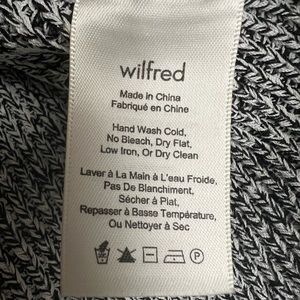 wilfred
Made in China
Fabriqué en Chine
Hand Wash Cold,
No Bleach, Dry Flat,
Low Iron, Or Dry Clean
Laver à La Main à L'eau Froide,
Pas De Blanchiment,
Sécher à Plat,
Repasser à Basse Température,
Ou Nettoyer à Sec
P